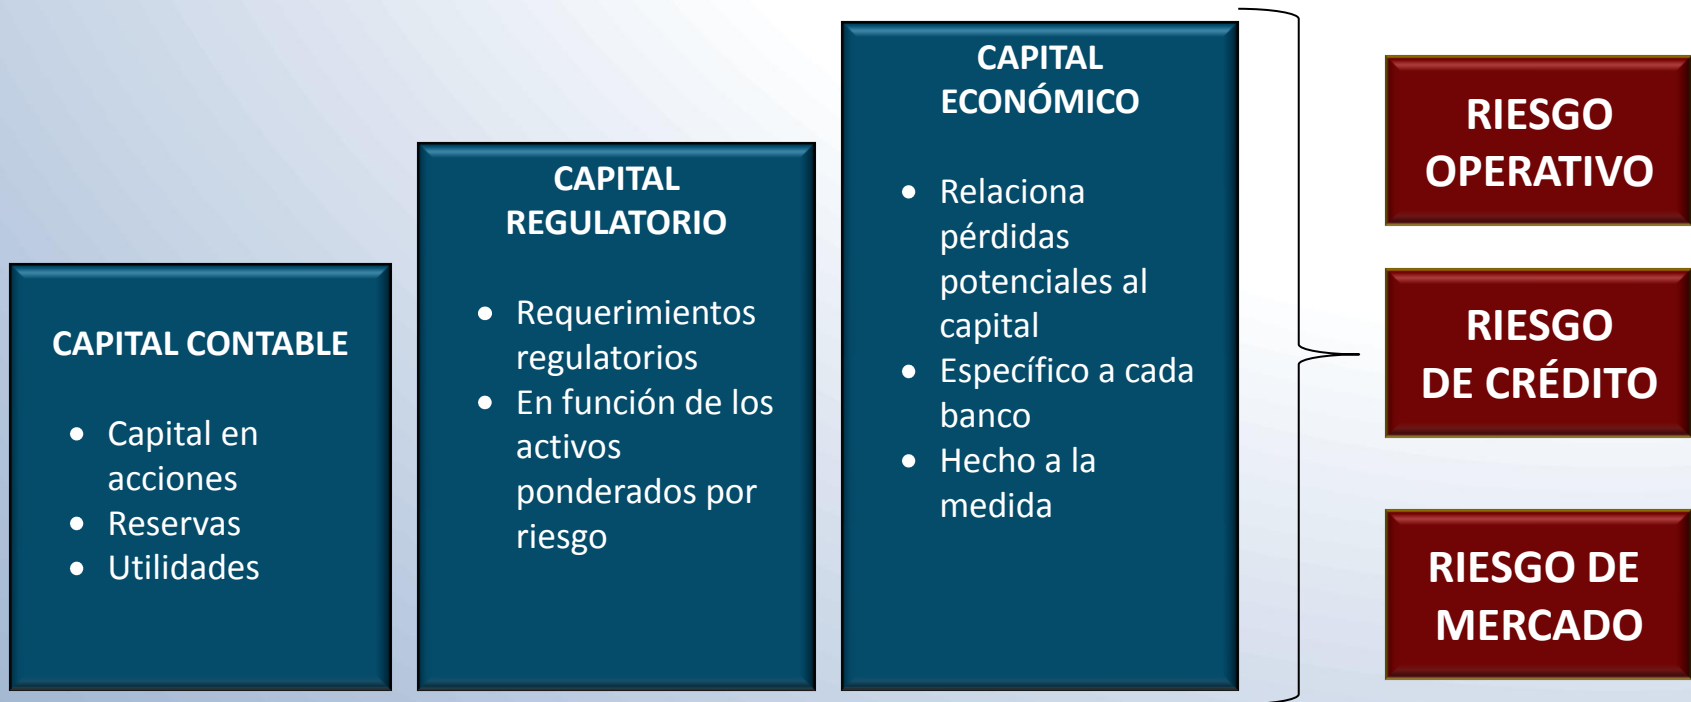 CAPITAL CONTABLE
• Capital en
acciones
• Reservas
• Utilidades
CAPITAL
REGULATORIO
• Requerimientos
regulatorios
• En función de los
activos
ponderados por
riesgo
CAPITAL
ECONÓMICO
• Relaciona
pérdidas
potenciales al
capital
• Específico a cada
banco
• Hecho a la
medida
RIESGO
OPERATIVO
RIESGO
DE CRÉDITO
RIESGO DE
MERCADO